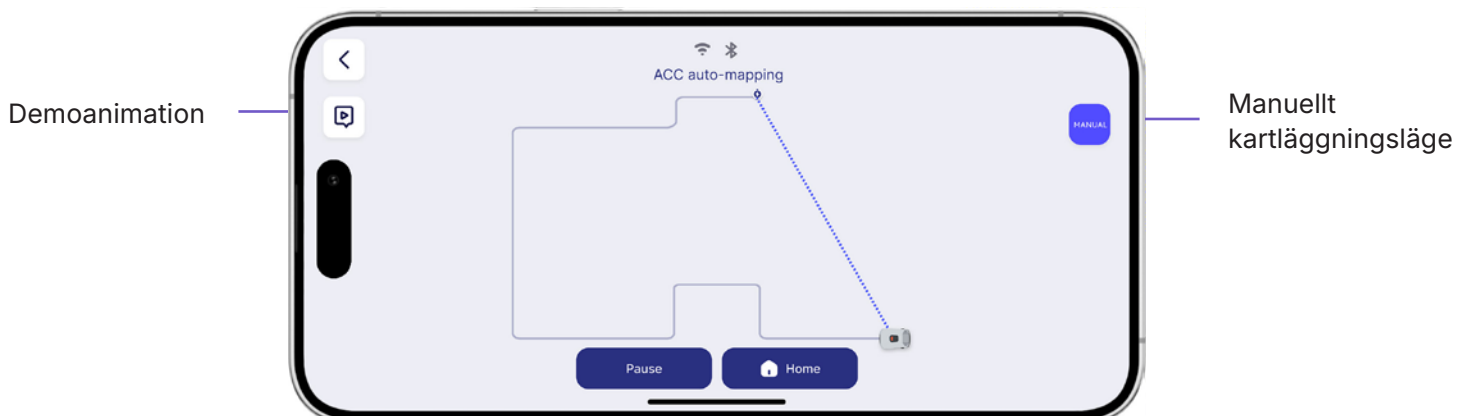 ACC auto-mapping
Demoanimation
MANUAL
Manuellt
kartläggningsläge
Pause
Home